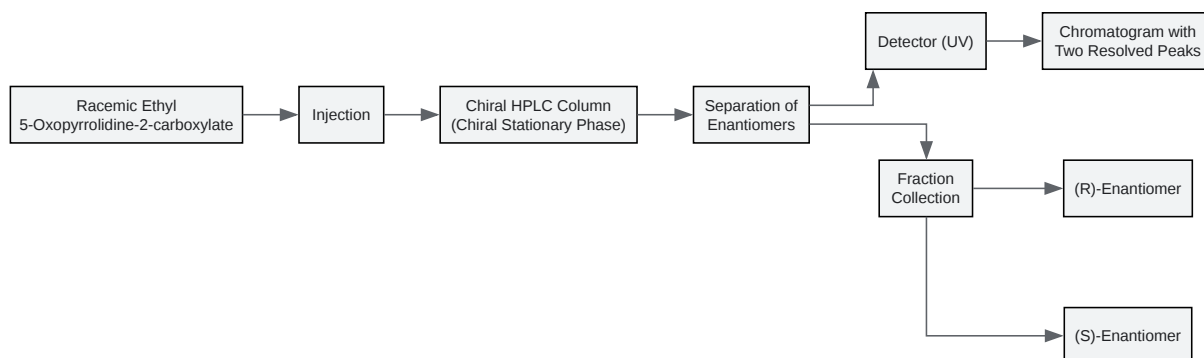 Racemic Ethyl
5-Oxopyrrolidine-2-carboxylate
Injection
Chiral HPLC Column
(Chiral Stationary Phase)
Separation of
Enantiomers
Detector (UV)
Chromatogram with
Two Resolved Peaks
Fraction
Collection
(R)-Enantiomer
(S)-Enantiomer